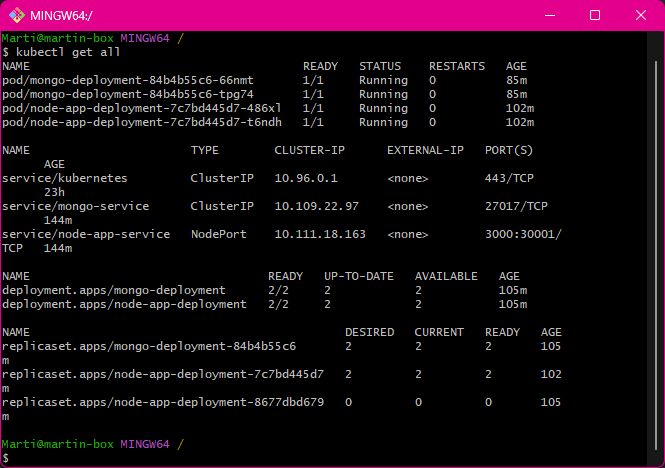 MINGW64:/
Marti@martin-box MINGW64 /
$ kubectl get all
NAME                                       READY   STATUS    RESTARTS   AGE
pod/mongo-deployment-84b4b55c6-66nmt       1/1     Running   0          85m
pod/mongo-deployment-84b4b55c6-tpg74       1/1     Running   0          85m
pod/node-app-deployment-7c7bd445d7-486xl   1/1     Running   0          102m
pod/node-app-deployment-7c7bd445d7-t6ndh   1/1     Running   0          102m
NAME                       TYPE        CLUSTER-IP      EXTERNAL-IP   PORT(S)
      AGE
service/kubernetes         ClusterIP   10.96.0.1       <none>        443/TCP
      23h
service/mongo-service      ClusterIP   10.109.22.97    <none>        27017/TCP
      144m
service/node-app-service   NodePort    10.111.18.163   <none>        3000:30001/
TCP   144m
NAME                                  READY   UP-TO-DATE   AVAILABLE   AGE
deployment.apps/mongo-deployment      2/2     2            2           105m
deployment.apps/node-app-deployment   2/2     2            2           105m
NAME                                             DESIRED   CURRENT   READY   AGE
replicaset.apps/mongo-deployment-84b4b55c6       2         2         2       105
m
replicaset.apps/node-app-deployment-7c7bd445d7   2         2         2       102
m
replicaset.apps/node-app-deployment-8677dbd679   0         0         0       105
m
Marti@martin-box MINGW64 /
$